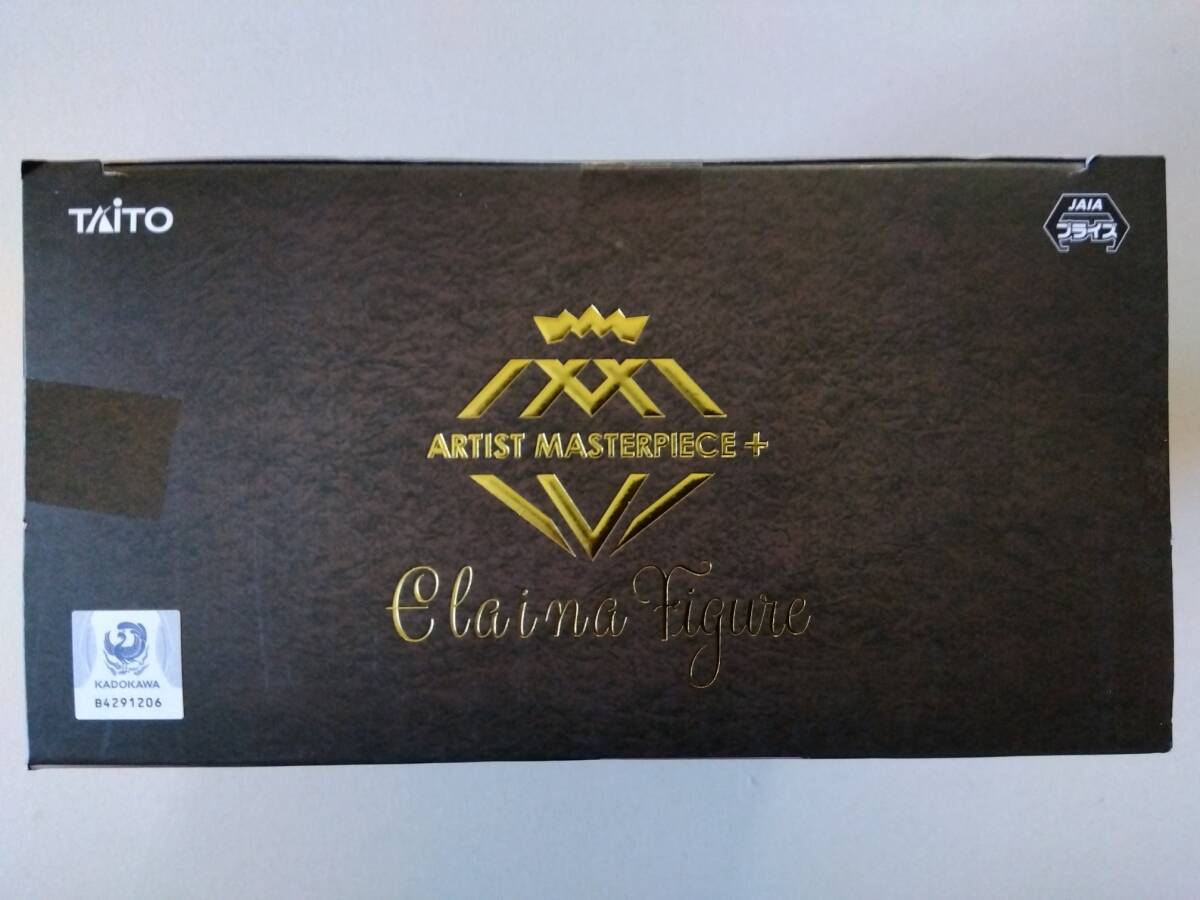 TAiTO
JAIA
プライズ
ARTIST MASTERPIECE +
Elaina Figure
KADOKAWA
B4291206